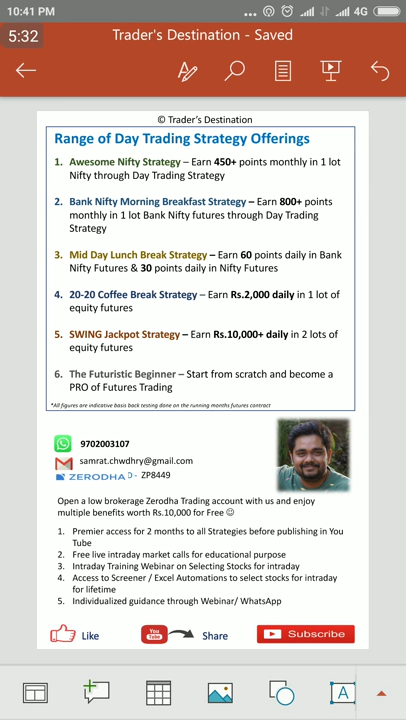 10:41 PM
... 4G
5:32
Trader's Destination - Saved
© Trader's Destination
Range of Day Trading Strategy Offerings
1. Awesome Nifty Strategy – Earn 450+ points monthly in 1 lot
Nifty through Day Trading Strategy
2. Bank Nifty Morning Breakfast Strategy – Earn 800+ points
monthly in 1 lot Bank Nifty futures through Day Trading
Strategy
3. Mid Day Lunch Break Strategy – Earn 60 points daily in Bank
Nifty Futures & 30 points daily in Nifty Futures
4. 20-20 Coffee Break Strategy – Earn Rs.2,000 daily in 1 lot of
equity futures
5. SWING Jackpot Strategy – Earn Rs.10,000+ daily in 2 lots of
equity futures
6. The Futuristic Beginner – Start from scratch and become a
PRO of Futures Trading
*All figures are indicative basis back testing done on the running months futures contract
9702003107
samrat.chwdhry@gmail.com
ZERODHA D - ZP8449
Open a low brokerage Zerodha Trading account with us and enjoy
multiple benefits worth Rs.10,000 for Free ☺
1. Premier access for 2 months to all Strategies before publishing in You
Tube
2. Free live intraday market calls for educational purpose
3. Intraday Training Webinar on Selecting Stocks for intraday
4. Access to Screener / Excel Automations to select stocks for intraday
for lifetime
5. Individualized guidance through Webinar/ WhatsApp
Like You Tube Share Subscribe
A